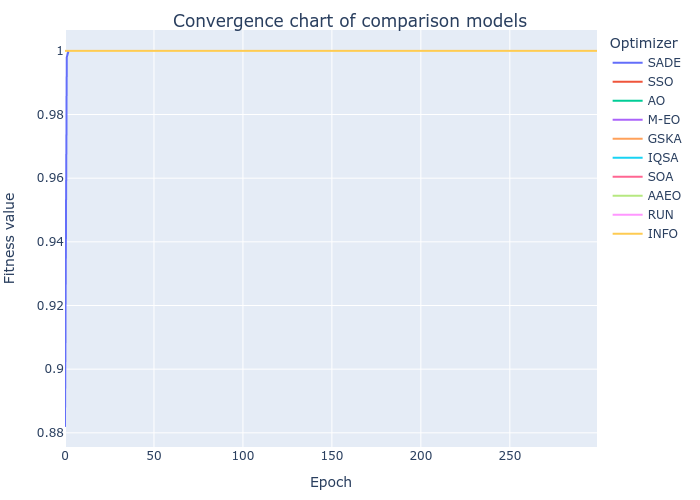 Convergence chart of comparison models
Optimizer
SADE
SSO
AO
M-EO
GSKA
IQSA
SOA
AAEO
RUN
INFO
Fitness value
1
0.98
0.96
0.94
0.92
0.9
0.88
0
50
100
150
200
250
Epoch